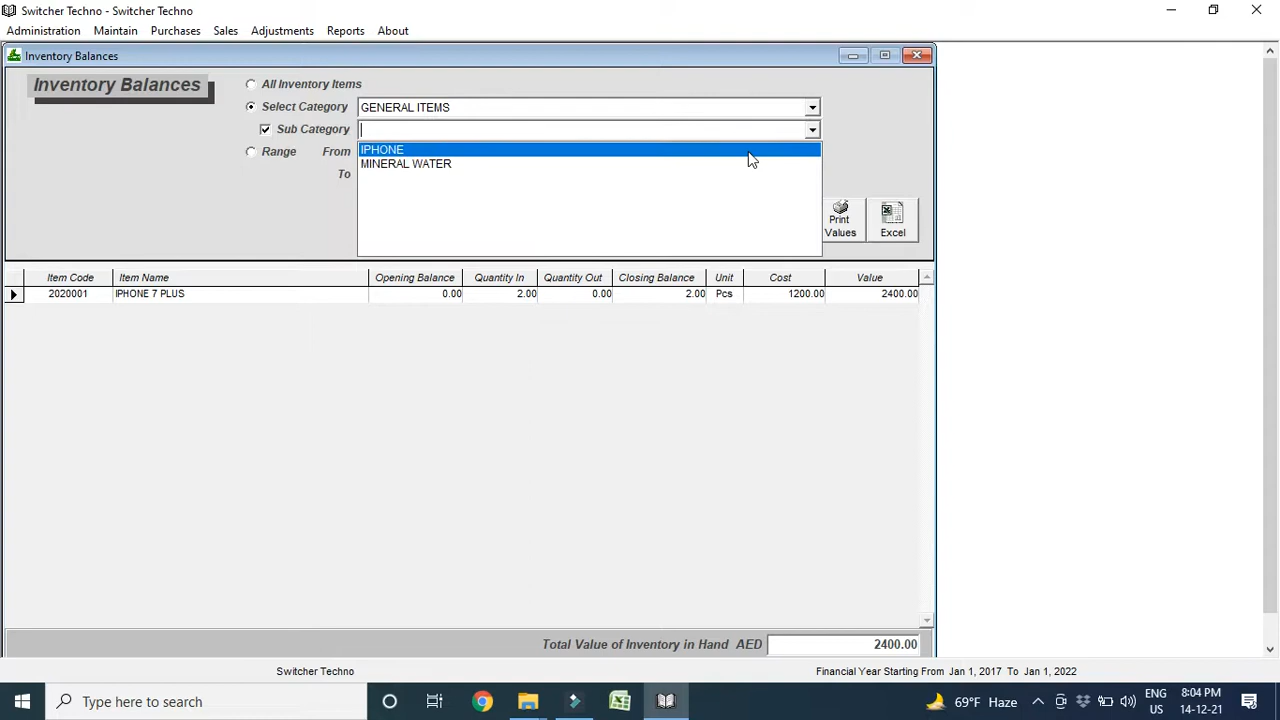 Switcher Techno - Switcher Techno
Administration Maintain Purchases Sales Adjustments Reports About
Inventory Balances
Inventory Balances
All Inventory Items
Select Category GENERAL ITEMS
Sub Category
Range From
IPHONE
MINERAL WATER
To
Print Values
Excel
Item Code Item Name Opening Balance Quantity In Quantity Out Closing Balance Unit Cost Value
2020001 IPHONE 7 PLUS 0.00 2.00 0.00 2.00 Pcs 1200.00 2400.00
Total Value of Inventory in Hand AED 2400.00
Switcher Techno Financial Year Starting From Jan 1, 2017 To Jan 1, 2022
Type here to search
69°F Haze
ENG
US
8:04 PM
14-12-21